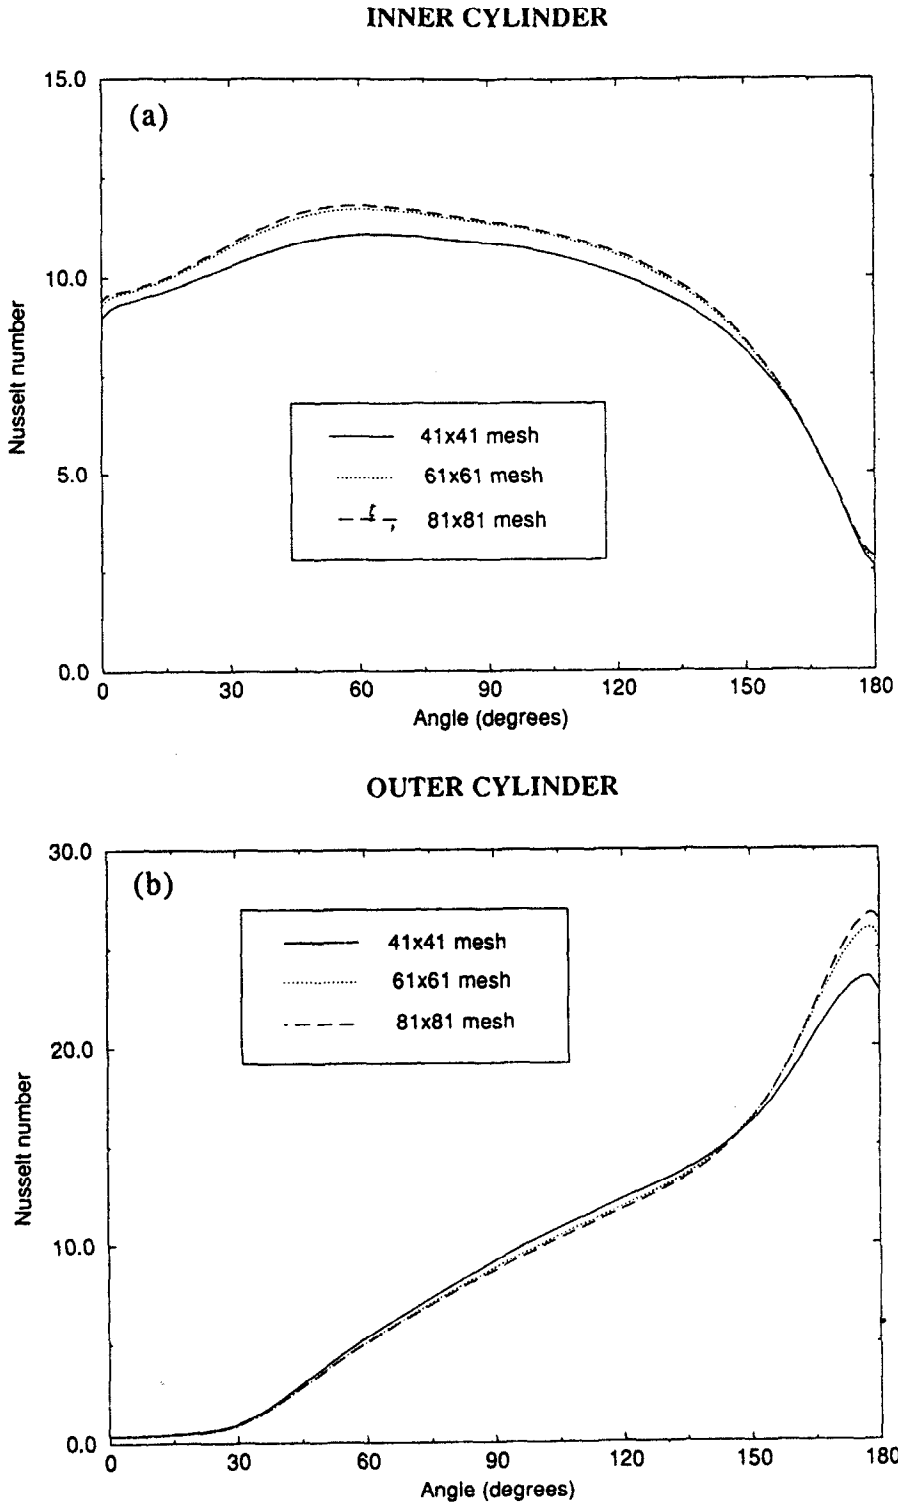 INNER CYLINDER
15.0
(a)
10.0
Nusselt number
41x41 mesh
61x61 mesh
5.0
81x81 mesh
0.0
0 30 60 90 120 150 180
Angle (degrees)
OUTER CYLINDER
30.0
(b)
41x41 mesh
61x61 mesh
81x81 mesh
20.0
Nusselt number
10.0
0.0
0 30 60 90 120 150 180
Angle (degrees)